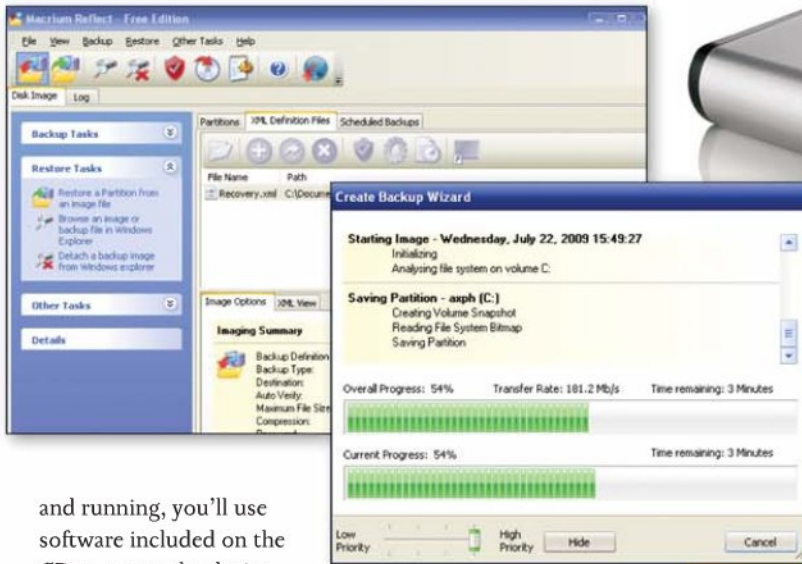 Macrium Reflect - Free Edition
File View Backup Restore Other Tasks Help
Disk Image Log
Backup Tasks
Restore Tasks
Restore a Partition from
an image file
Browse an image or
backup file in Windows
Explorer
Detach a backup image
from Windows explorer
Other Tasks
Details
Partitions XML Definition Files Scheduled Backups
File Name Path
Recovery.xml C:\Docume
Image Options XML View
Imaging Summary
Backup Definition
Backup Type:
Destination:
Auto Verify:
Maximum File Size
Compression:
Create Backup Wizard
Starting Image - Wednesday, July 22, 2009 15:49:27
Initializing
Analysing file system on volume C:
Saving Partition - axph (C:)
Creating Volume Snapshot
Reading File System Bitmap
Saving Partition
Overall Progress: 54% Transfer Rate: 181.2 Mb/s Time remaining: 3 Minutes
Current Progress: 54% Time remaining: 3 Minutes
Low
Priority
High
Priority
Hide
Cancel
and running, you'll use
software included on the